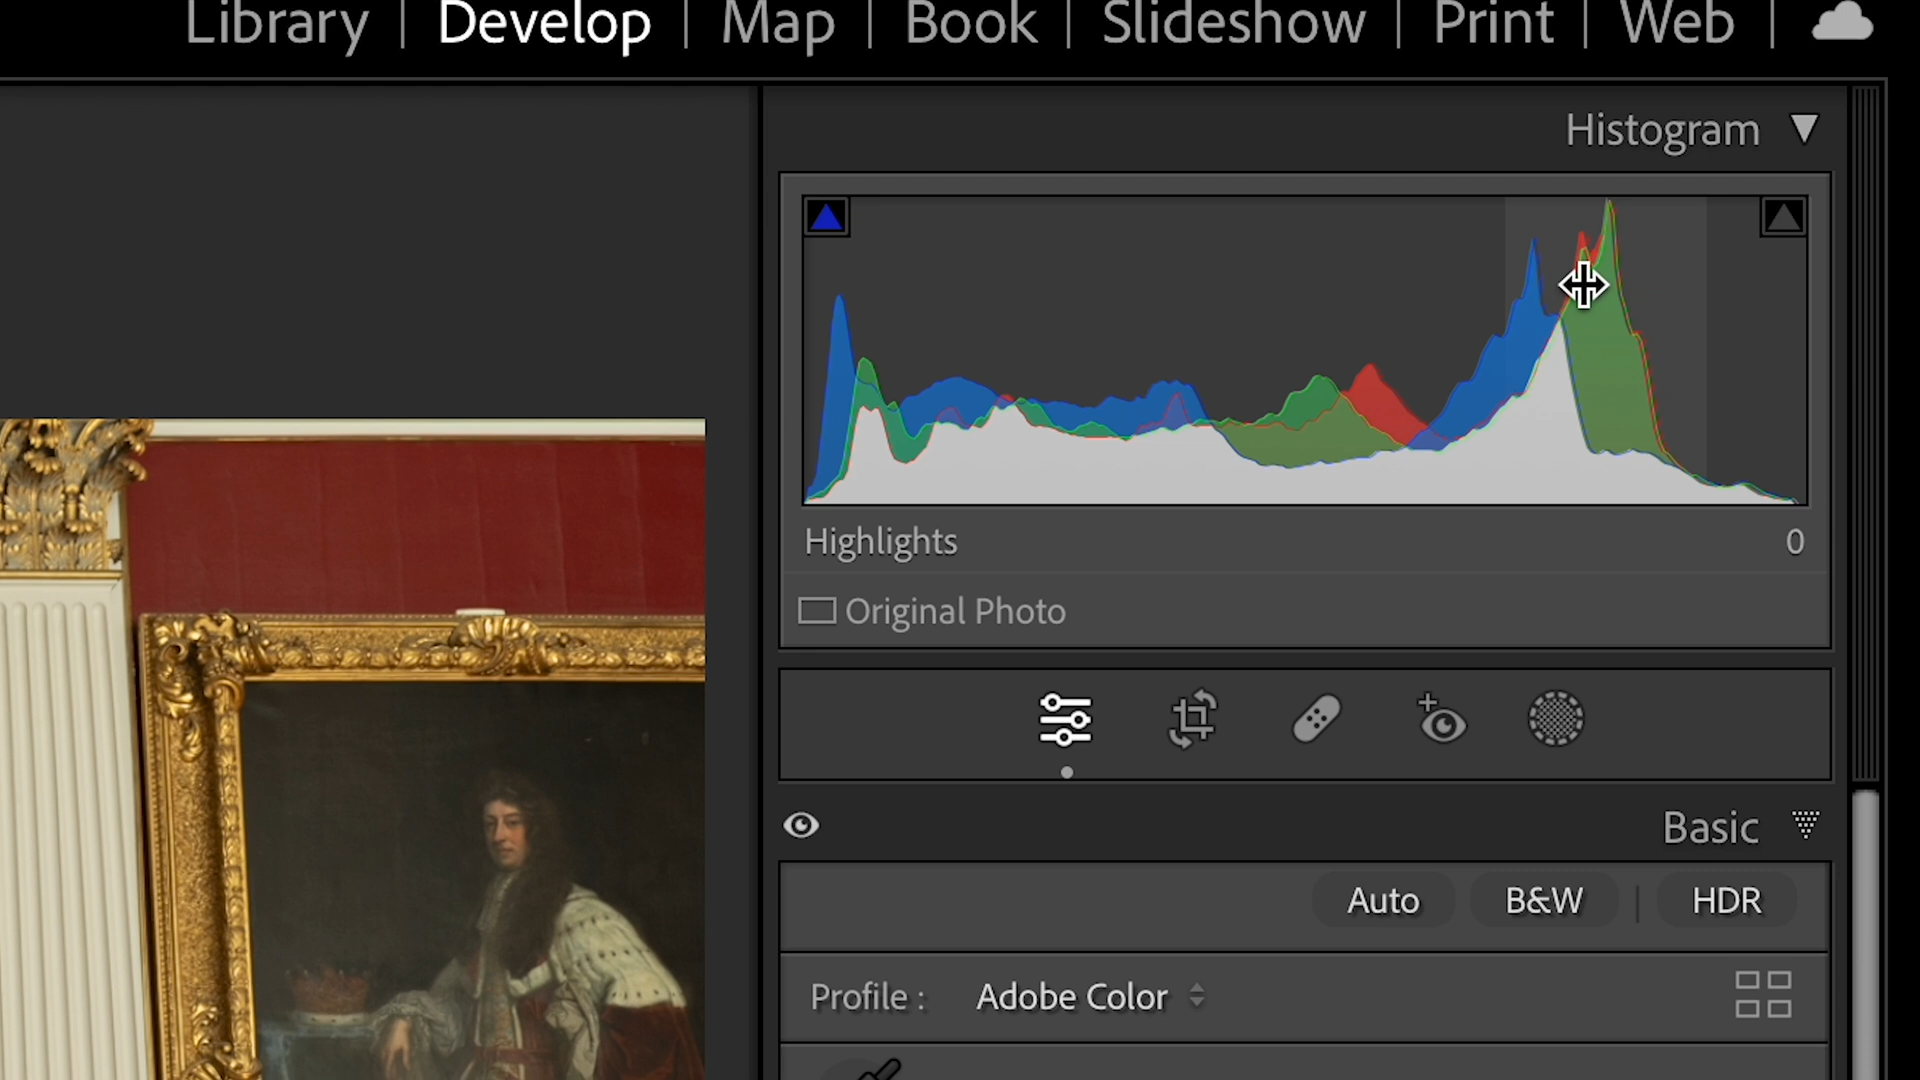 Library | Develop | Map | Book | Slideshow | Print | Web |
Histogram
Highlights 0
Original Photo
Basic
Auto B&W | HDR
Profile : Adobe Color